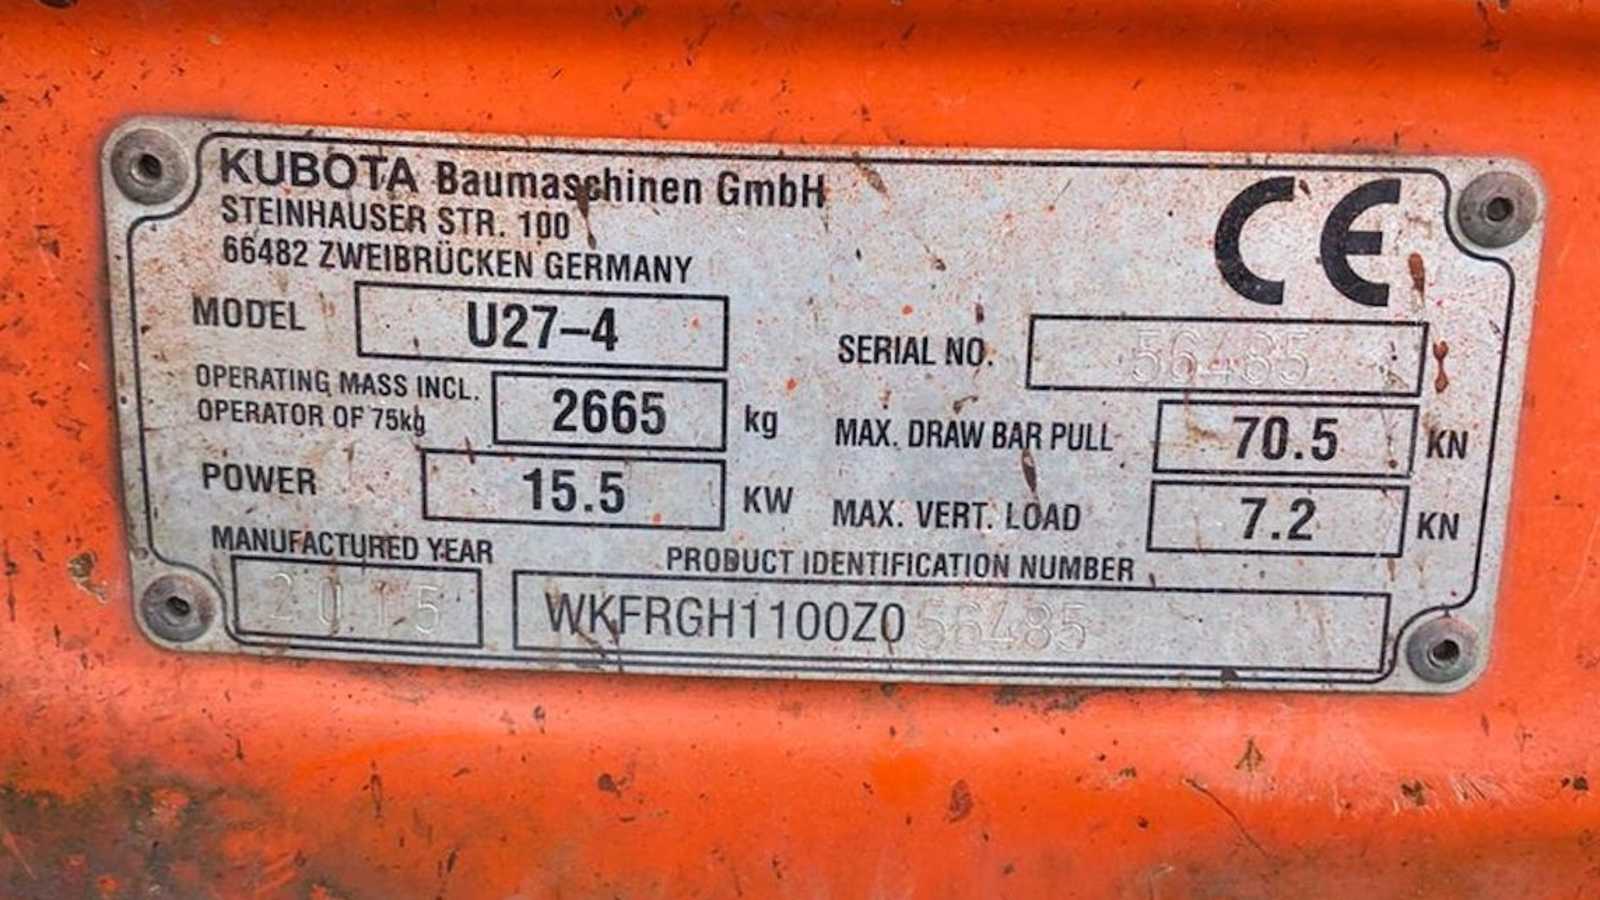 KUBOTA Baumaschinen GmbH
STEINHAUSER STR. 100
66482 ZWEIBRÜCKEN GERMANY
CE
MODEL U27-4
SERIAL NO. 56485
OPERATING MASS INCL.
OPERATOR OF 75kg 2665 kg
MAX. DRAW BAR PULL 70.5 KN
POWER 15.5 KW
MAX. VERT. LOAD 7.2 KN
MANUFACTURED YEAR
2015
PRODUCT IDENTIFICATION NUMBER
WKFRGH1100Z056485